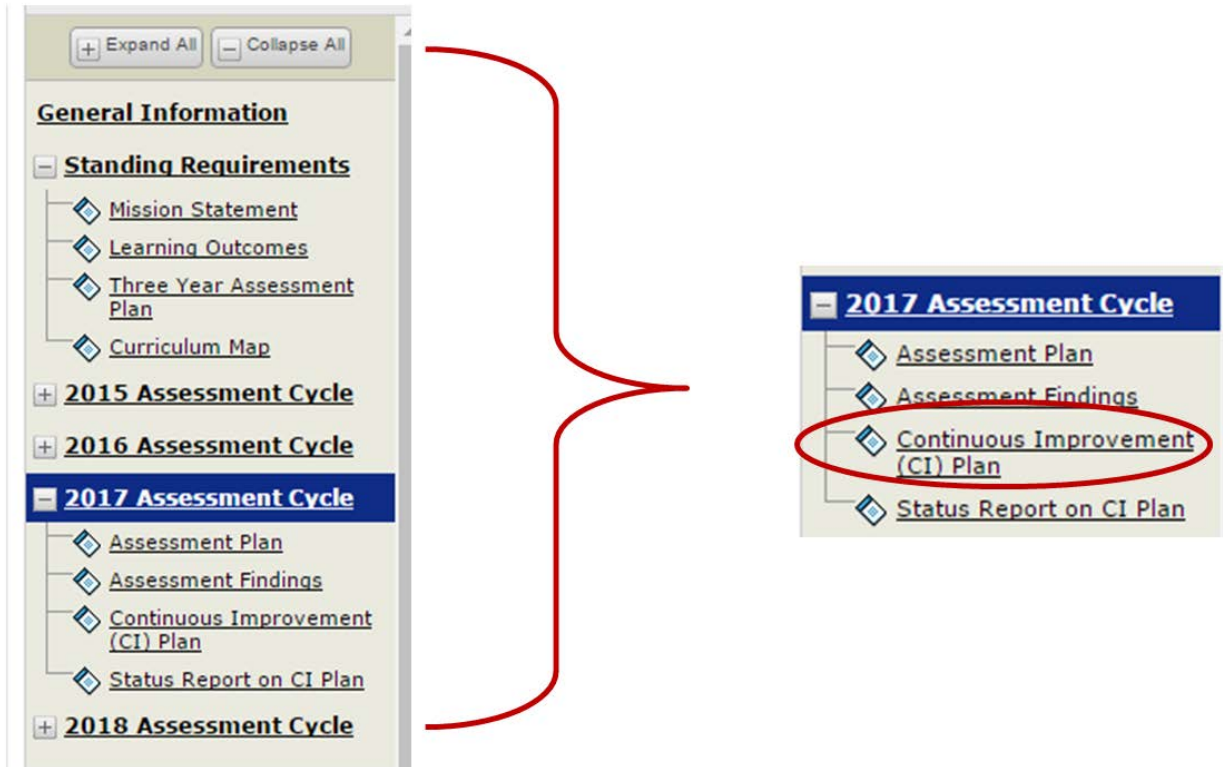 Expand All
Collapse All
General Information
Standing Requirements
Mission Statement
Learning Outcomes
Three Year Assessment
Plan
Curriculum Map
2015 Assessment Cycle
2016 Assessment Cycle
2017 Assessment Cycle
Assessment Plan
Assessment Findings
Continuous Improvement
(CI) Plan
Status Report on CI Plan
2018 Assessment Cycle
2017 Assessment Cycle
Assessment Plan
Assessment Findings
Continuous Improvement
(CI) Plan
Status Report on CI Plan